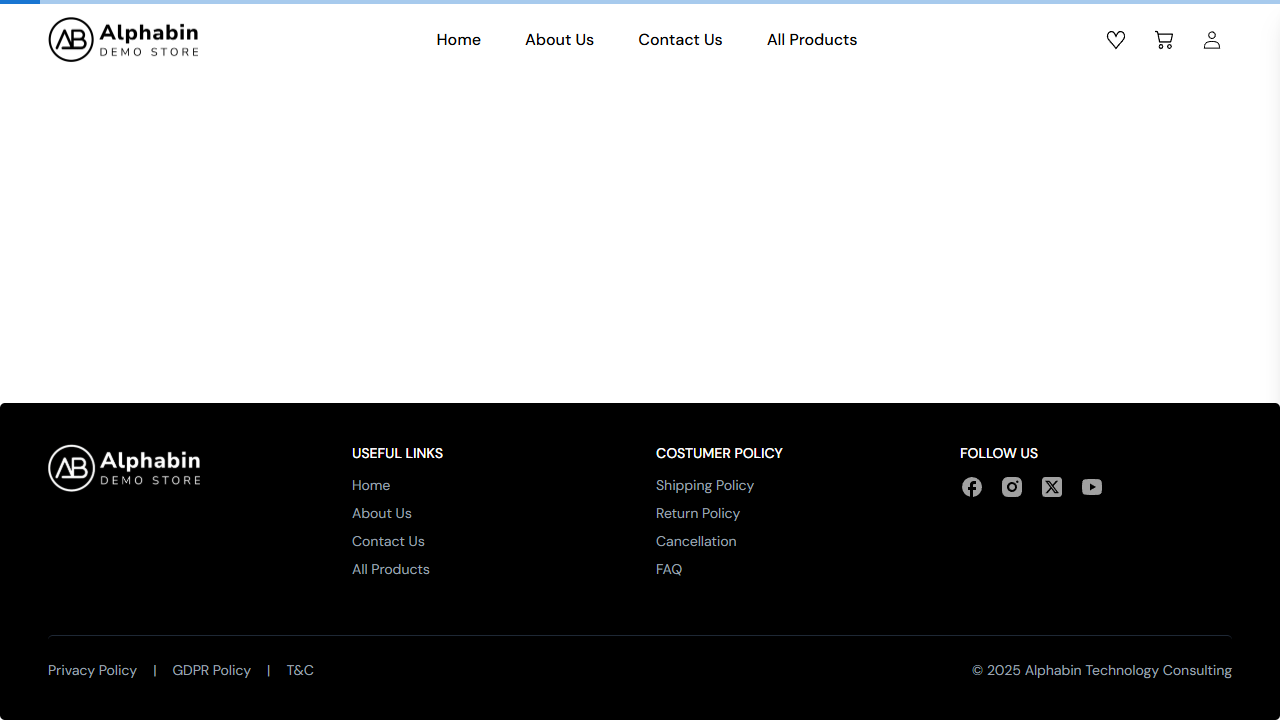 AB Alphabin
DEMO STORE
Home
About Us
Contact Us
All Products
AB Alphabin
DEMO STORE
USEFUL LINKS
Home
About Us
Contact Us
All Products
COSTUMER POLICY
Shipping Policy
Return Policy
Cancellation
FAQ
FOLLOW US
Privacy Policy | GDPR Policy | T&C
© 2025 Alphabin Technology Consulting